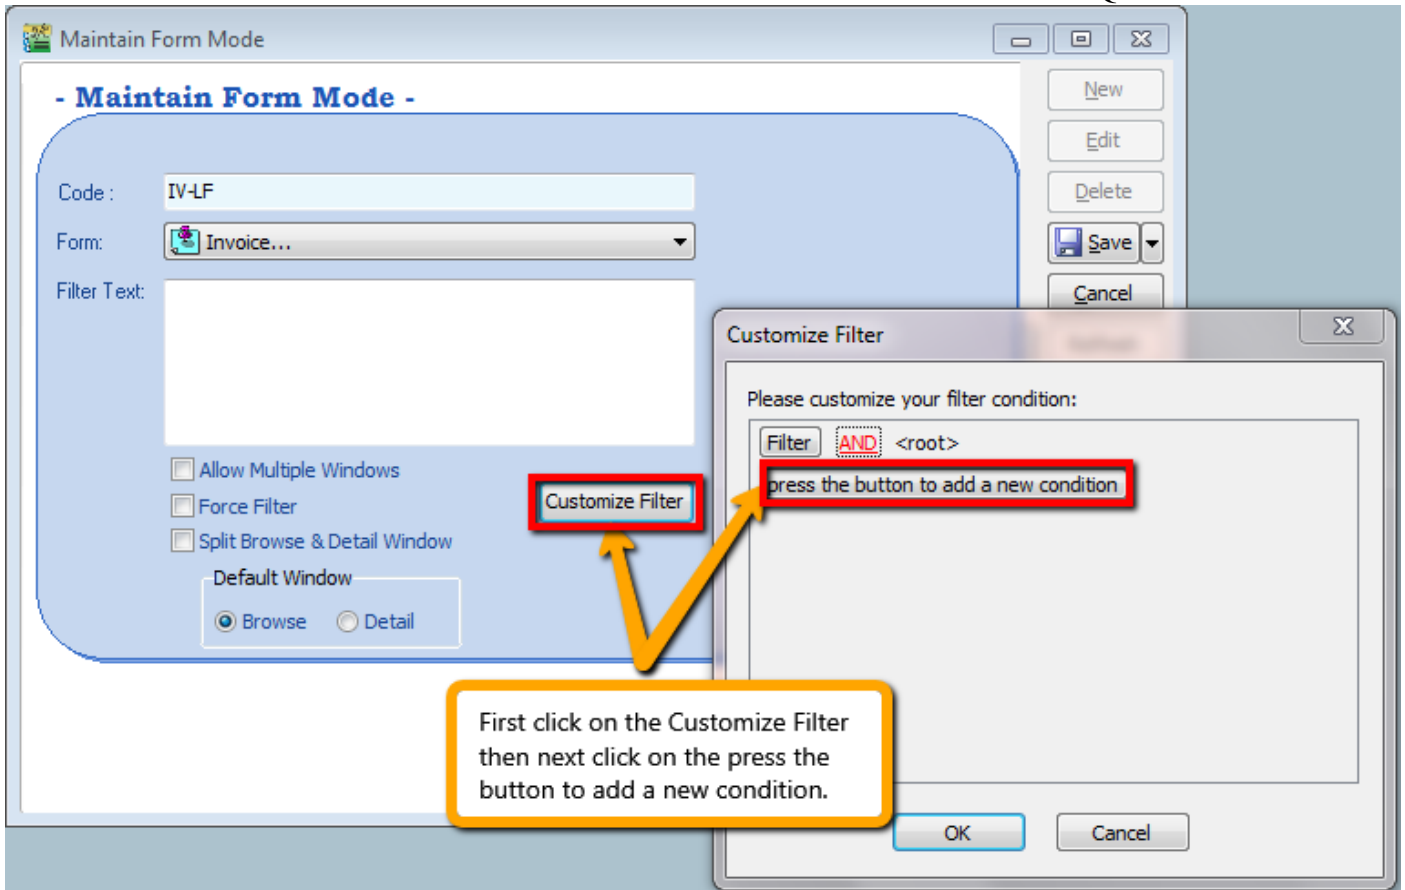 Maintain Form Mode
- Maintain Form Mode -
New
Edit
Delete
Save
Cancel
Code :
IV-LF
Form:
Invoice...
Filter Text:
Allow Multiple Windows
Force Filter
Split Browse & Detail Window
Default Window
Browse Detail
Customize Filter
Customize Filter
Please customize your filter condition:
Filter AND <root>
press the button to add a new condition
First click on the Customize Filter
then next click on the press the
button to add a new condition.
OK Cancel